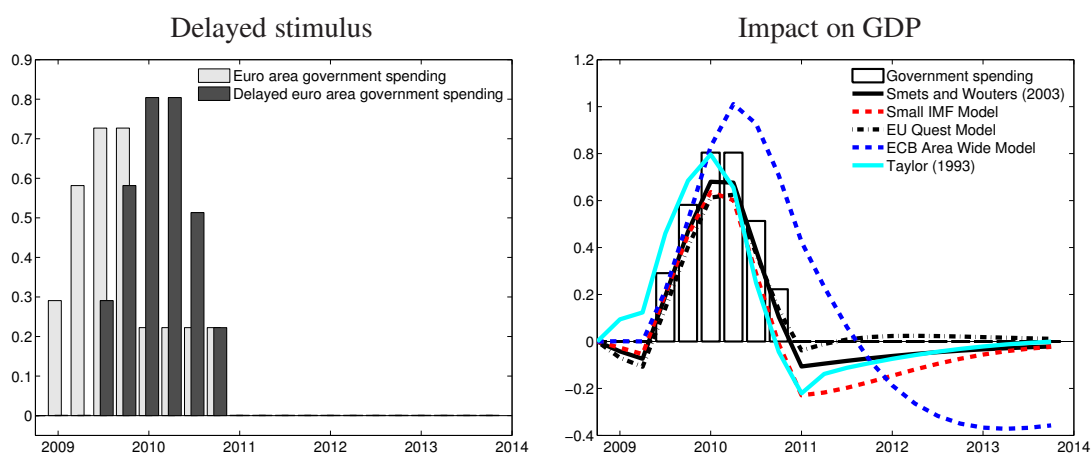 Delayed stimulus
0.9
0.8
0.7
0.6
0.5
0.4
0.3
0.2
0.1
0
2009 2010 2011 2012 2013 2014
Euro area government spending
Delayed euro area government spending
Impact on GDP
1.2
1
0.8
0.6
0.4
0.2
0
−0.2
−0.4
2009 2010 2011 2012 2013 2014
Government spending
Smets and Wouters (2003)
Small IMF Model
EU Quest Model
ECB Area Wide Model
Taylor (1993)